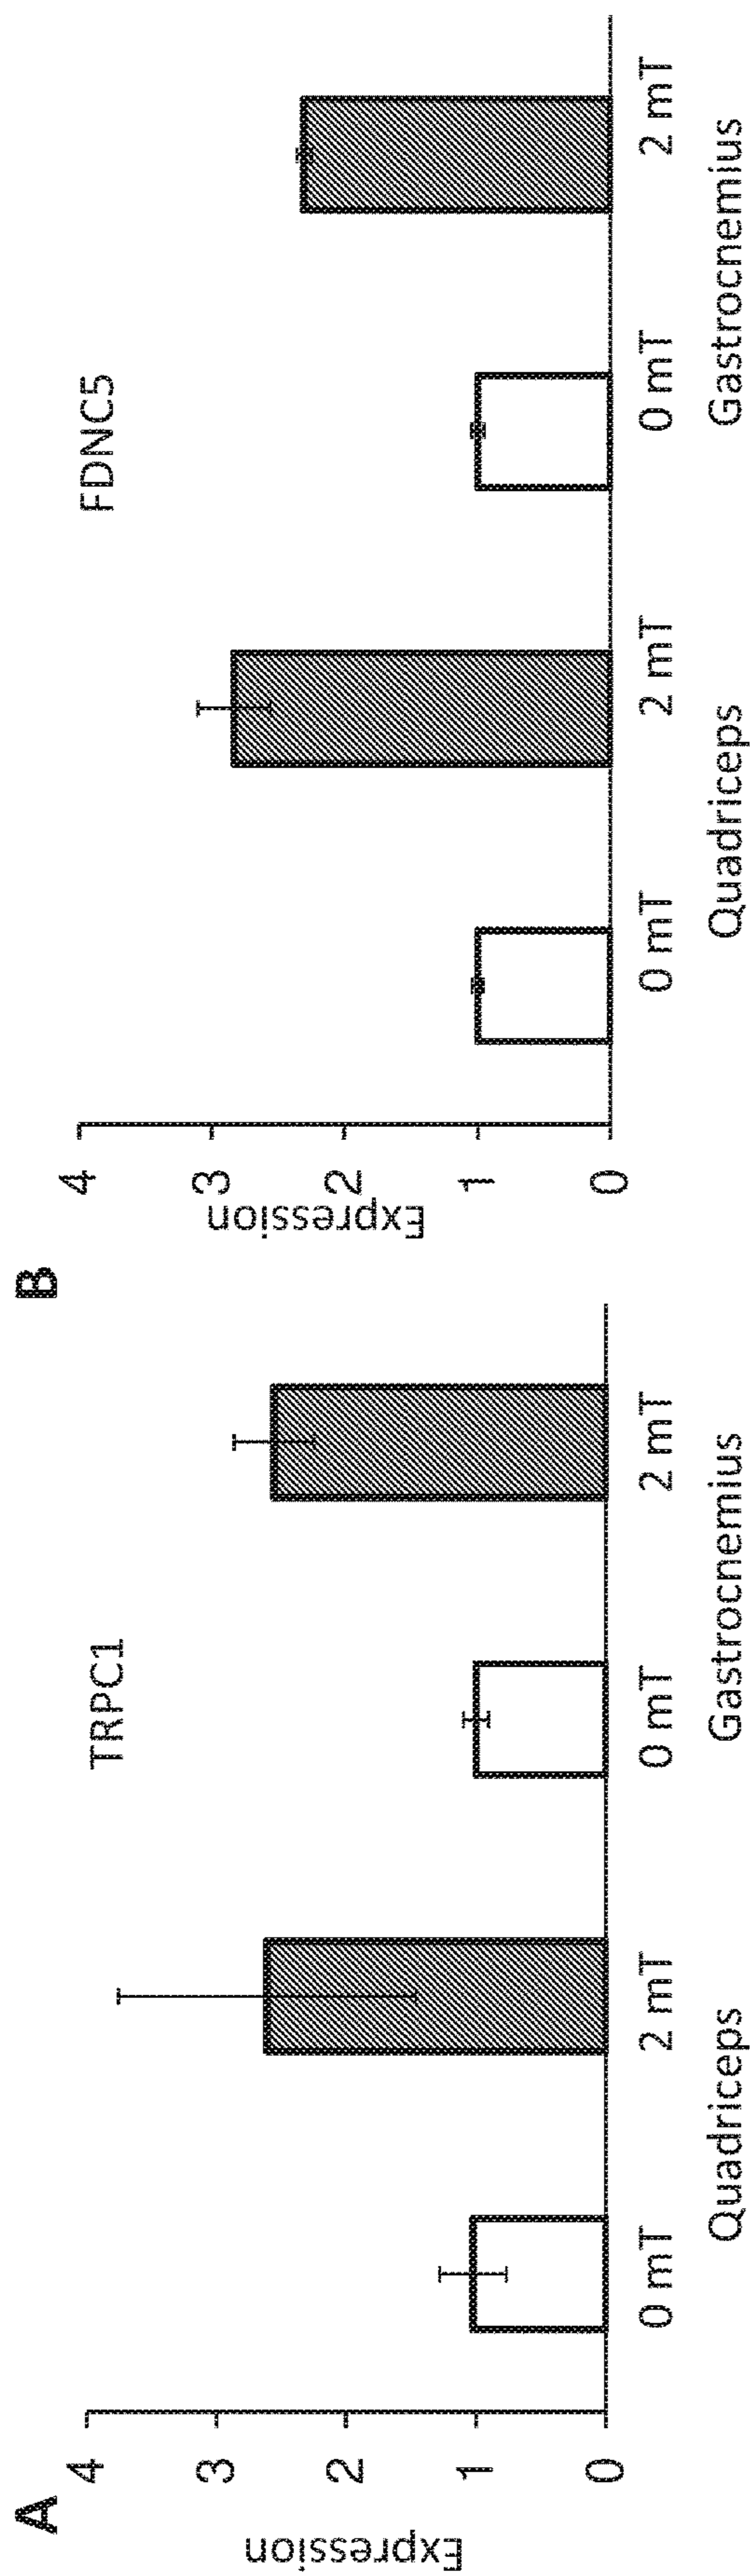 A
TRPC1
Expression
4
3
2
1
0
0 mT
2 mT
0 mT
2 mT
Quadriceps
Gastrocnemius
B
FDNC5
Expression
4
3
2
1
0
0 mT
2 mT
0 mT
2 mT
Quadriceps
Gastrocnemius